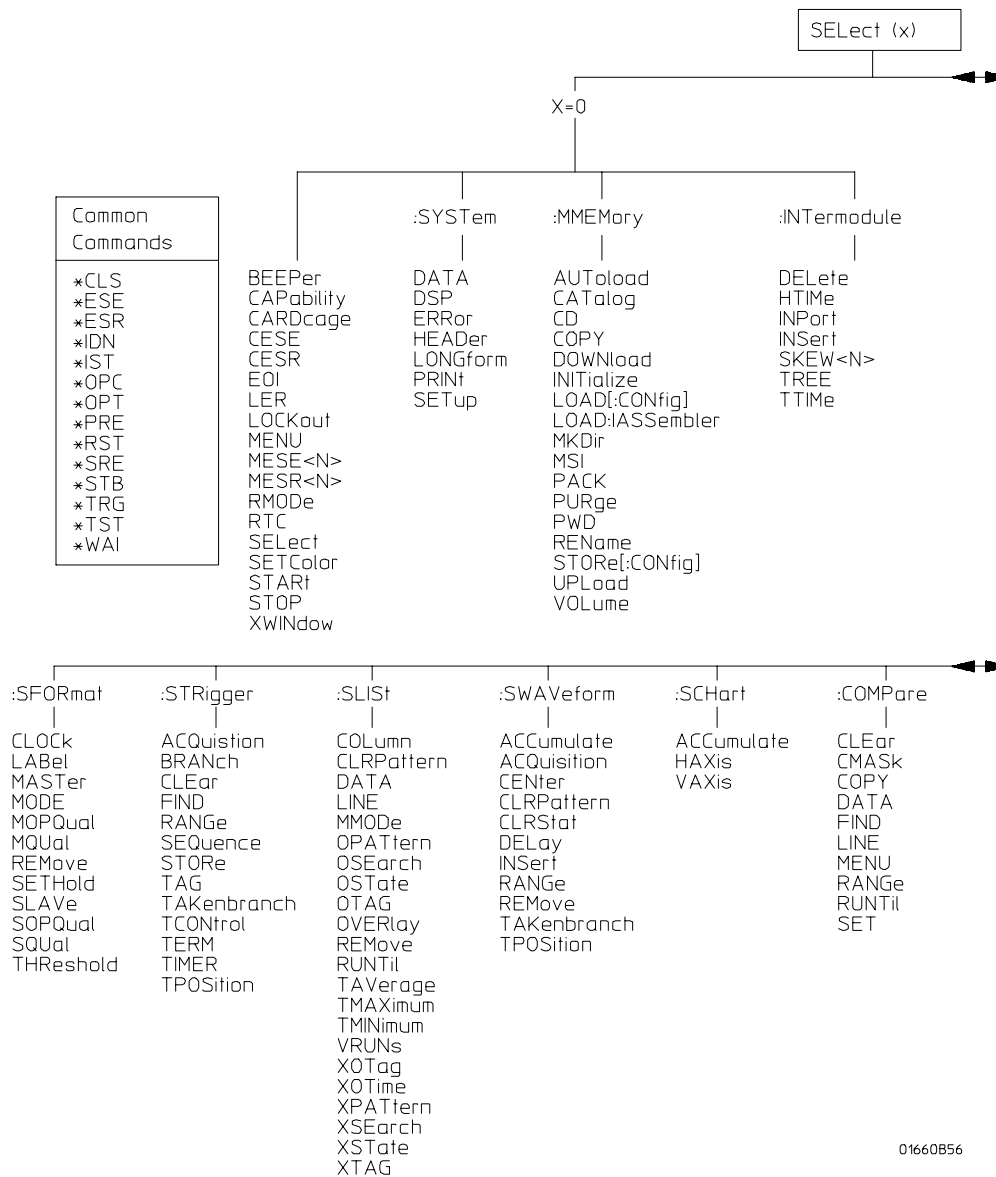 SELect (x)
X=0
Common
Commands
*CLS
*ESE
*ESR
*IDN
*IST
*OPC
*OPT
*PRE
*RST
*SRE
*STB
*TRG
*TST
*WAI
BEEPer
CAPability
CARDcage
CESE
CESR
EOI
LER
LOCKout
MENU
MESE<N>
MESR<N>
RMODe
RTC
SELect
SETColor
STARt
STOP
XWINdow
:SYSTem
DATA
DSP
ERRor
HEADer
LONGform
PRINt
SETup
:MMEMory
AUToload
CATalog
CD
COPY
DOWNload
INITialize
LOAD[:CONfig]
LOAD:IASSembler
MKDir
MSI
PACK
PURge
PWD
REName
STORe[:CONfig]
UPLoad
VOLume
:INTermodule
DELete
HTIMe
INPort
INSert
SKEW<N>
TREE
TTIMe
:SFORmat
CLOCk
LABel
MASTer
MODE
MOPQual
MQUal
REMove
SETHold
SLAVe
SOPQual
SQUal
THReshold
:STRigger
ACQuistion
BRANch
CLEar
FIND
RANGe
SEQuence
STORe
TAG
TAKenbranch
TCONtrol
TERM
TIMER
TPOSition
:SLISt
COLumn
CLRPattern
DATA
LINE
MMODe
OPATtern
OSEarch
OSTate
OTAG
OVERlay
REMove
RUNTil
TAVerage
TMAXimum
TMINimum
VRUNs
XOTag
XOTime
XPATtern
XSEarch
XSTate
XTAG
:SWAVeform
ACCumulate
ACQuisition
CENter
CLRPattern
CLRStat
DELay
INSert
RANGe
REMove
TAKenbranch
TPOSition
:SCHart
ACCumulate
HAXis
VAXis
:COMPare
CLEar
CMASk
COPY
DATA
FIND
LINE
MENU
RANGe
RUNTil
SET
01660B56